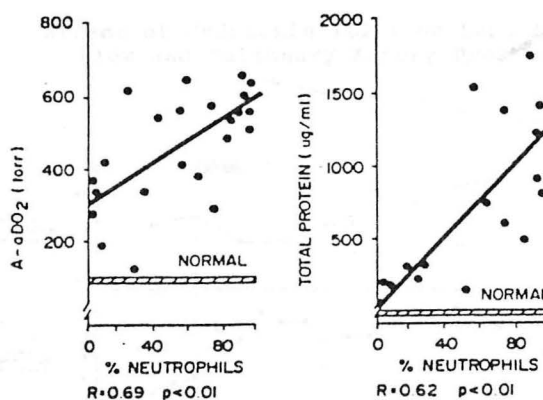 A-aDO₂ (torr)
800
600
400
200
NORMAL
0
40
80
% NEUTROPHILS
R=0.69 p<0.01
TOTAL PROTEIN (ug/ml)
2000
1500
1000
500
NORMAL
0
40
80
% NEUTROPHILS
R=0.62 p<0.01